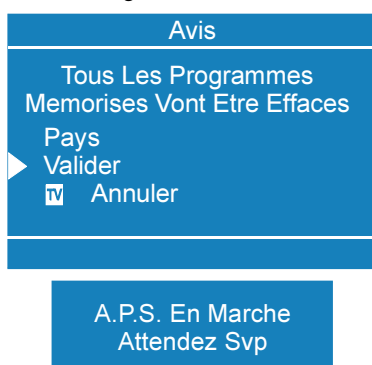 Avis
Tous Les Programmes
Memorises Vont Etre Effaces
Pays
Valider
TV Annuler
A.P.S. En Marche
Attendez Svp